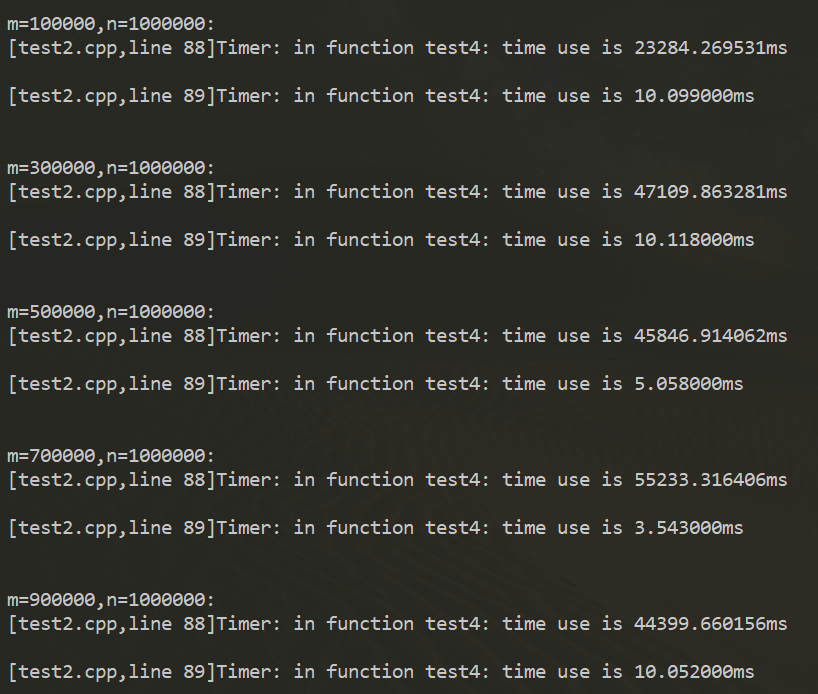 m=100000,n=1000000:
[test2.cpp,line 88]Timer: in function test4: time use is 23284.269531ms
[test2.cpp,line 89]Timer: in function test4: time use is 10.099000ms
m=300000,n=1000000:
[test2.cpp,line 88]Timer: in function test4: time use is 47109.863281ms
[test2.cpp,line 89]Timer: in function test4: time use is 10.118000ms
m=500000,n=1000000:
[test2.cpp,line 88]Timer: in function test4: time use is 45846.914062ms
[test2.cpp,line 89]Timer: in function test4: time use is 5.058000ms
m=700000,n=1000000:
[test2.cpp,line 88]Timer: in function test4: time use is 55233.316406ms
[test2.cpp,line 89]Timer: in function test4: time use is 3.543000ms
m=900000,n=1000000:
[test2.cpp,line 88]Timer: in function test4: time use is 44399.660156ms
[test2.cpp,line 89]Timer: in function test4: time use is 10.052000ms